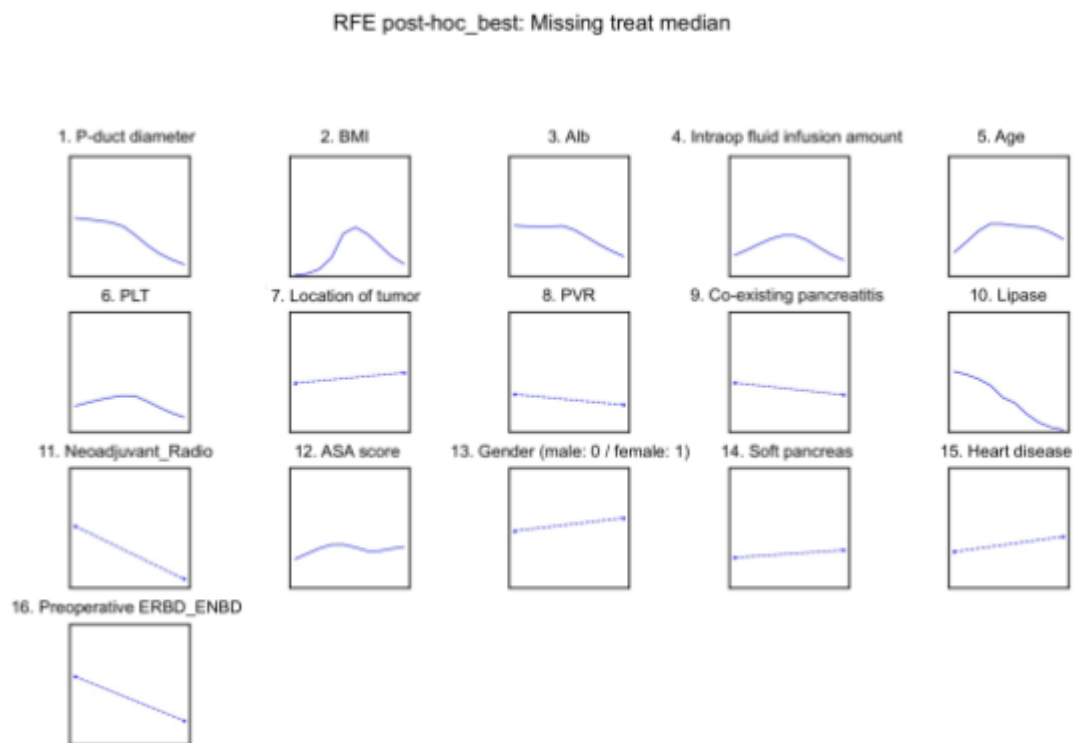 RFE post-hoc_best: Missing treat median
1. P-duct diameter
2. BMI
3. Alb
4. Intraop fluid infusion amount
5. Age
6. PLT
7. Location of tumor
8. PVR
9. Co-existing pancreatitis
10. Lipase
11. Neoadjuvant_Radio
12. ASA score
13. Gender (male: 0 / female: 1)
14. Soft pancreas
15. Heart disease
16. Preoperative ERBD_ENBD